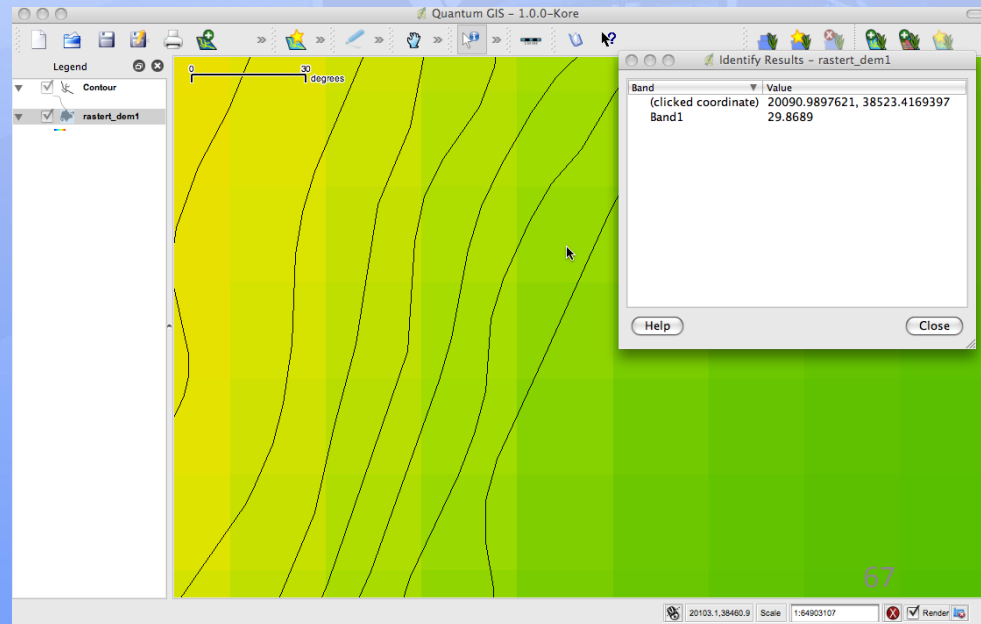 Quantum GIS - 1.0.0-Kore
Legend
Contour
rastert_dem1
0 30
degrees
Identify Results - rastert_dem1
Band Value
(clicked coordinate) 20090.9897621, 38523.4169397
Band1 29.8689
Help Close
67
20103.1,38460.9 Scale 1:64903107 Render